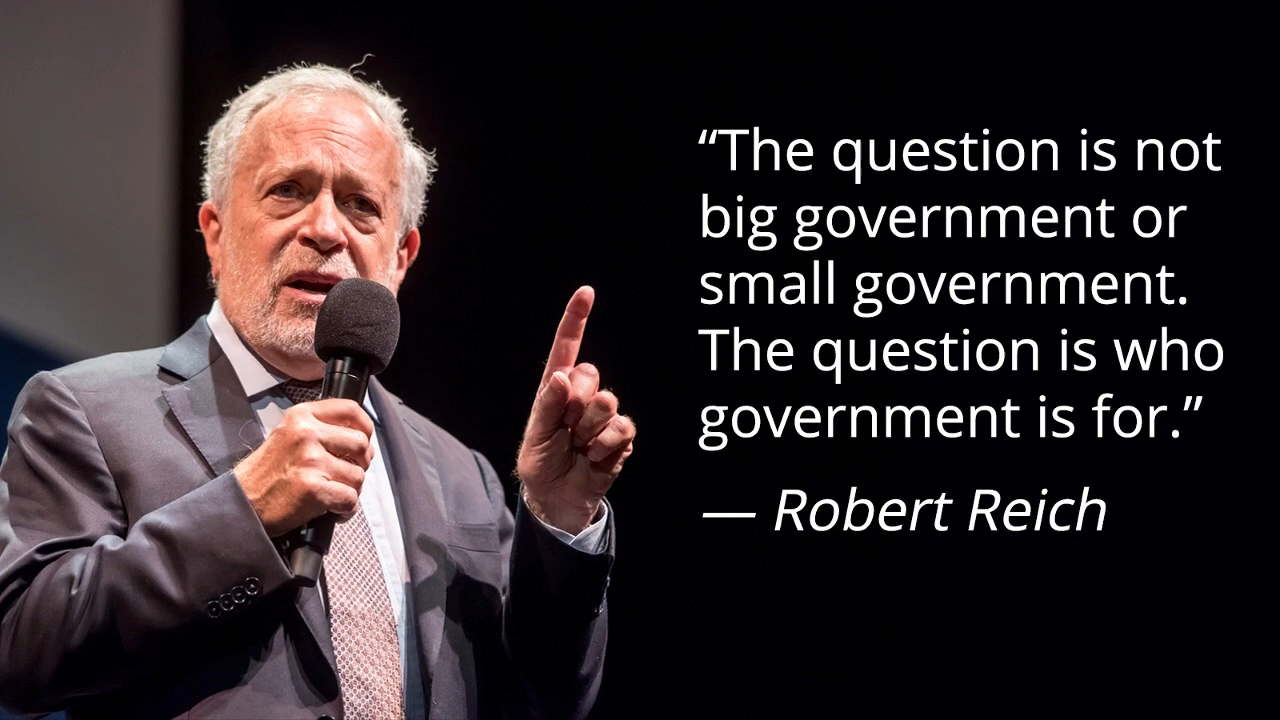 “The question is not
big government or
small government.
The question is who
government is for.”
— Robert Reich